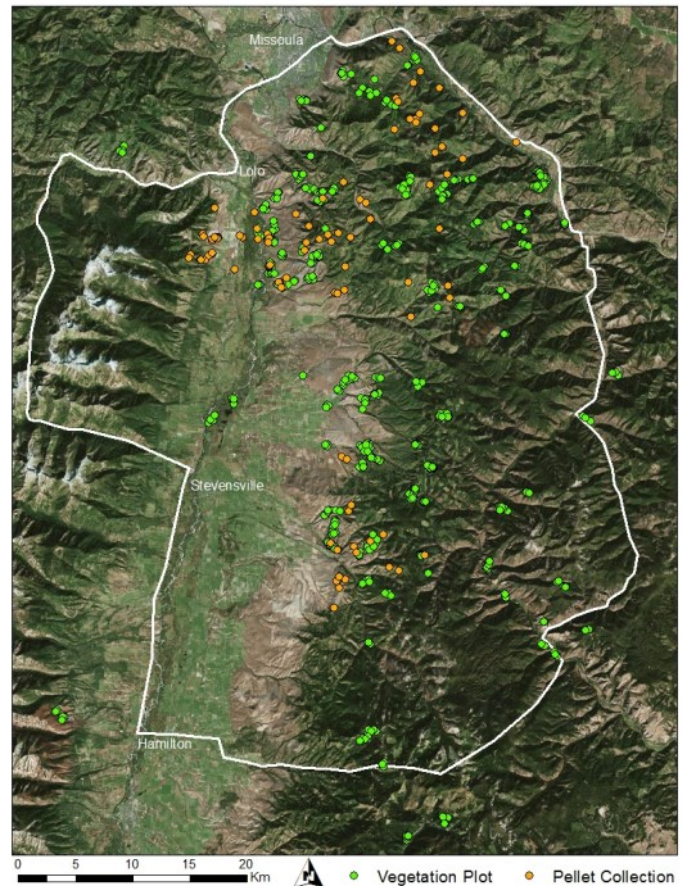 Missoula
Lolo
Stevensville
Hamilton
0 5 10 15 20
Km
N
Vegetation Plot
Pellet Collection